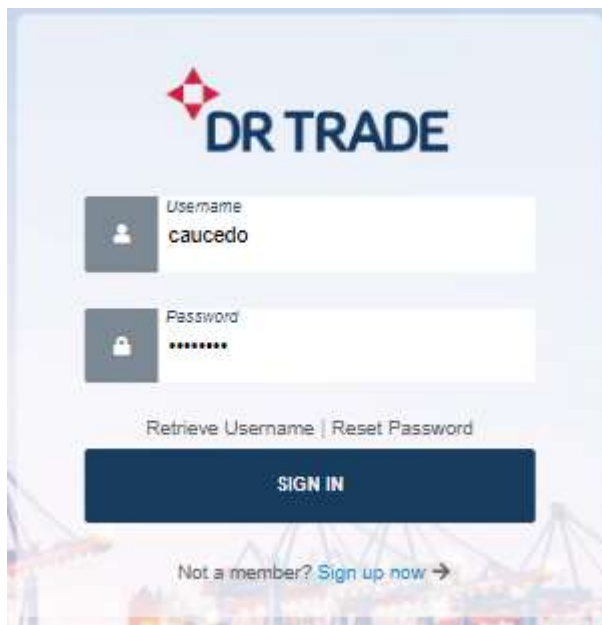 DR TRADE
Username
caucedo
Password
••••••••
Retrieve Username | Reset Password
SIGN IN
Not a member? Sign up now →